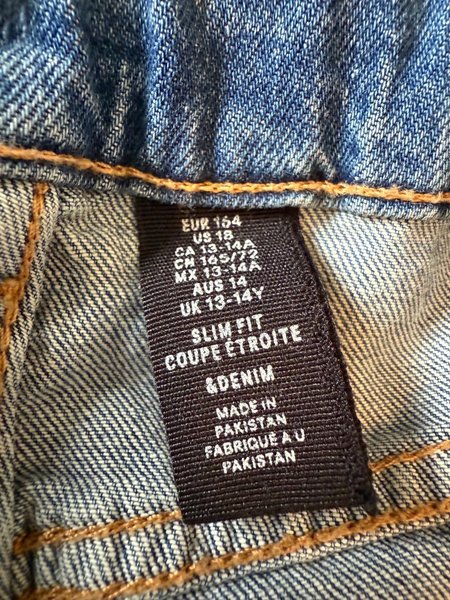 EUR 164
US 18
CA 13-14A
CN 165/72
MX 13-14A
AUS 14
UK 13-14Y
SLIM FIT
COUPE ÉTROITE
&DENIM
MADE IN
PAKISTAN
FABRIQUÉ AU
PAKISTAN